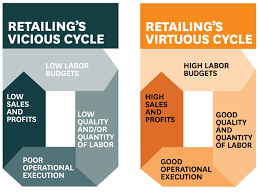 RETAILING'S
VICIOUS CYCLE
LOW LABOR
BUDGETS
LOW
QUALITY
AND/OR
QUANTITY
OF LABOR
POOR
OPERATIONAL
EXECUTION
LOW
SALES
AND
PROFITS
RETAILING'S
VIRTUOUS CYCLE
HIGH LABOR
BUDGETS
GOOD
QUALITY
AND
QUANTITY
OF LABOR
GOOD
OPERATIONAL
EXECUTION
HIGH
SALES
AND
PROFITS